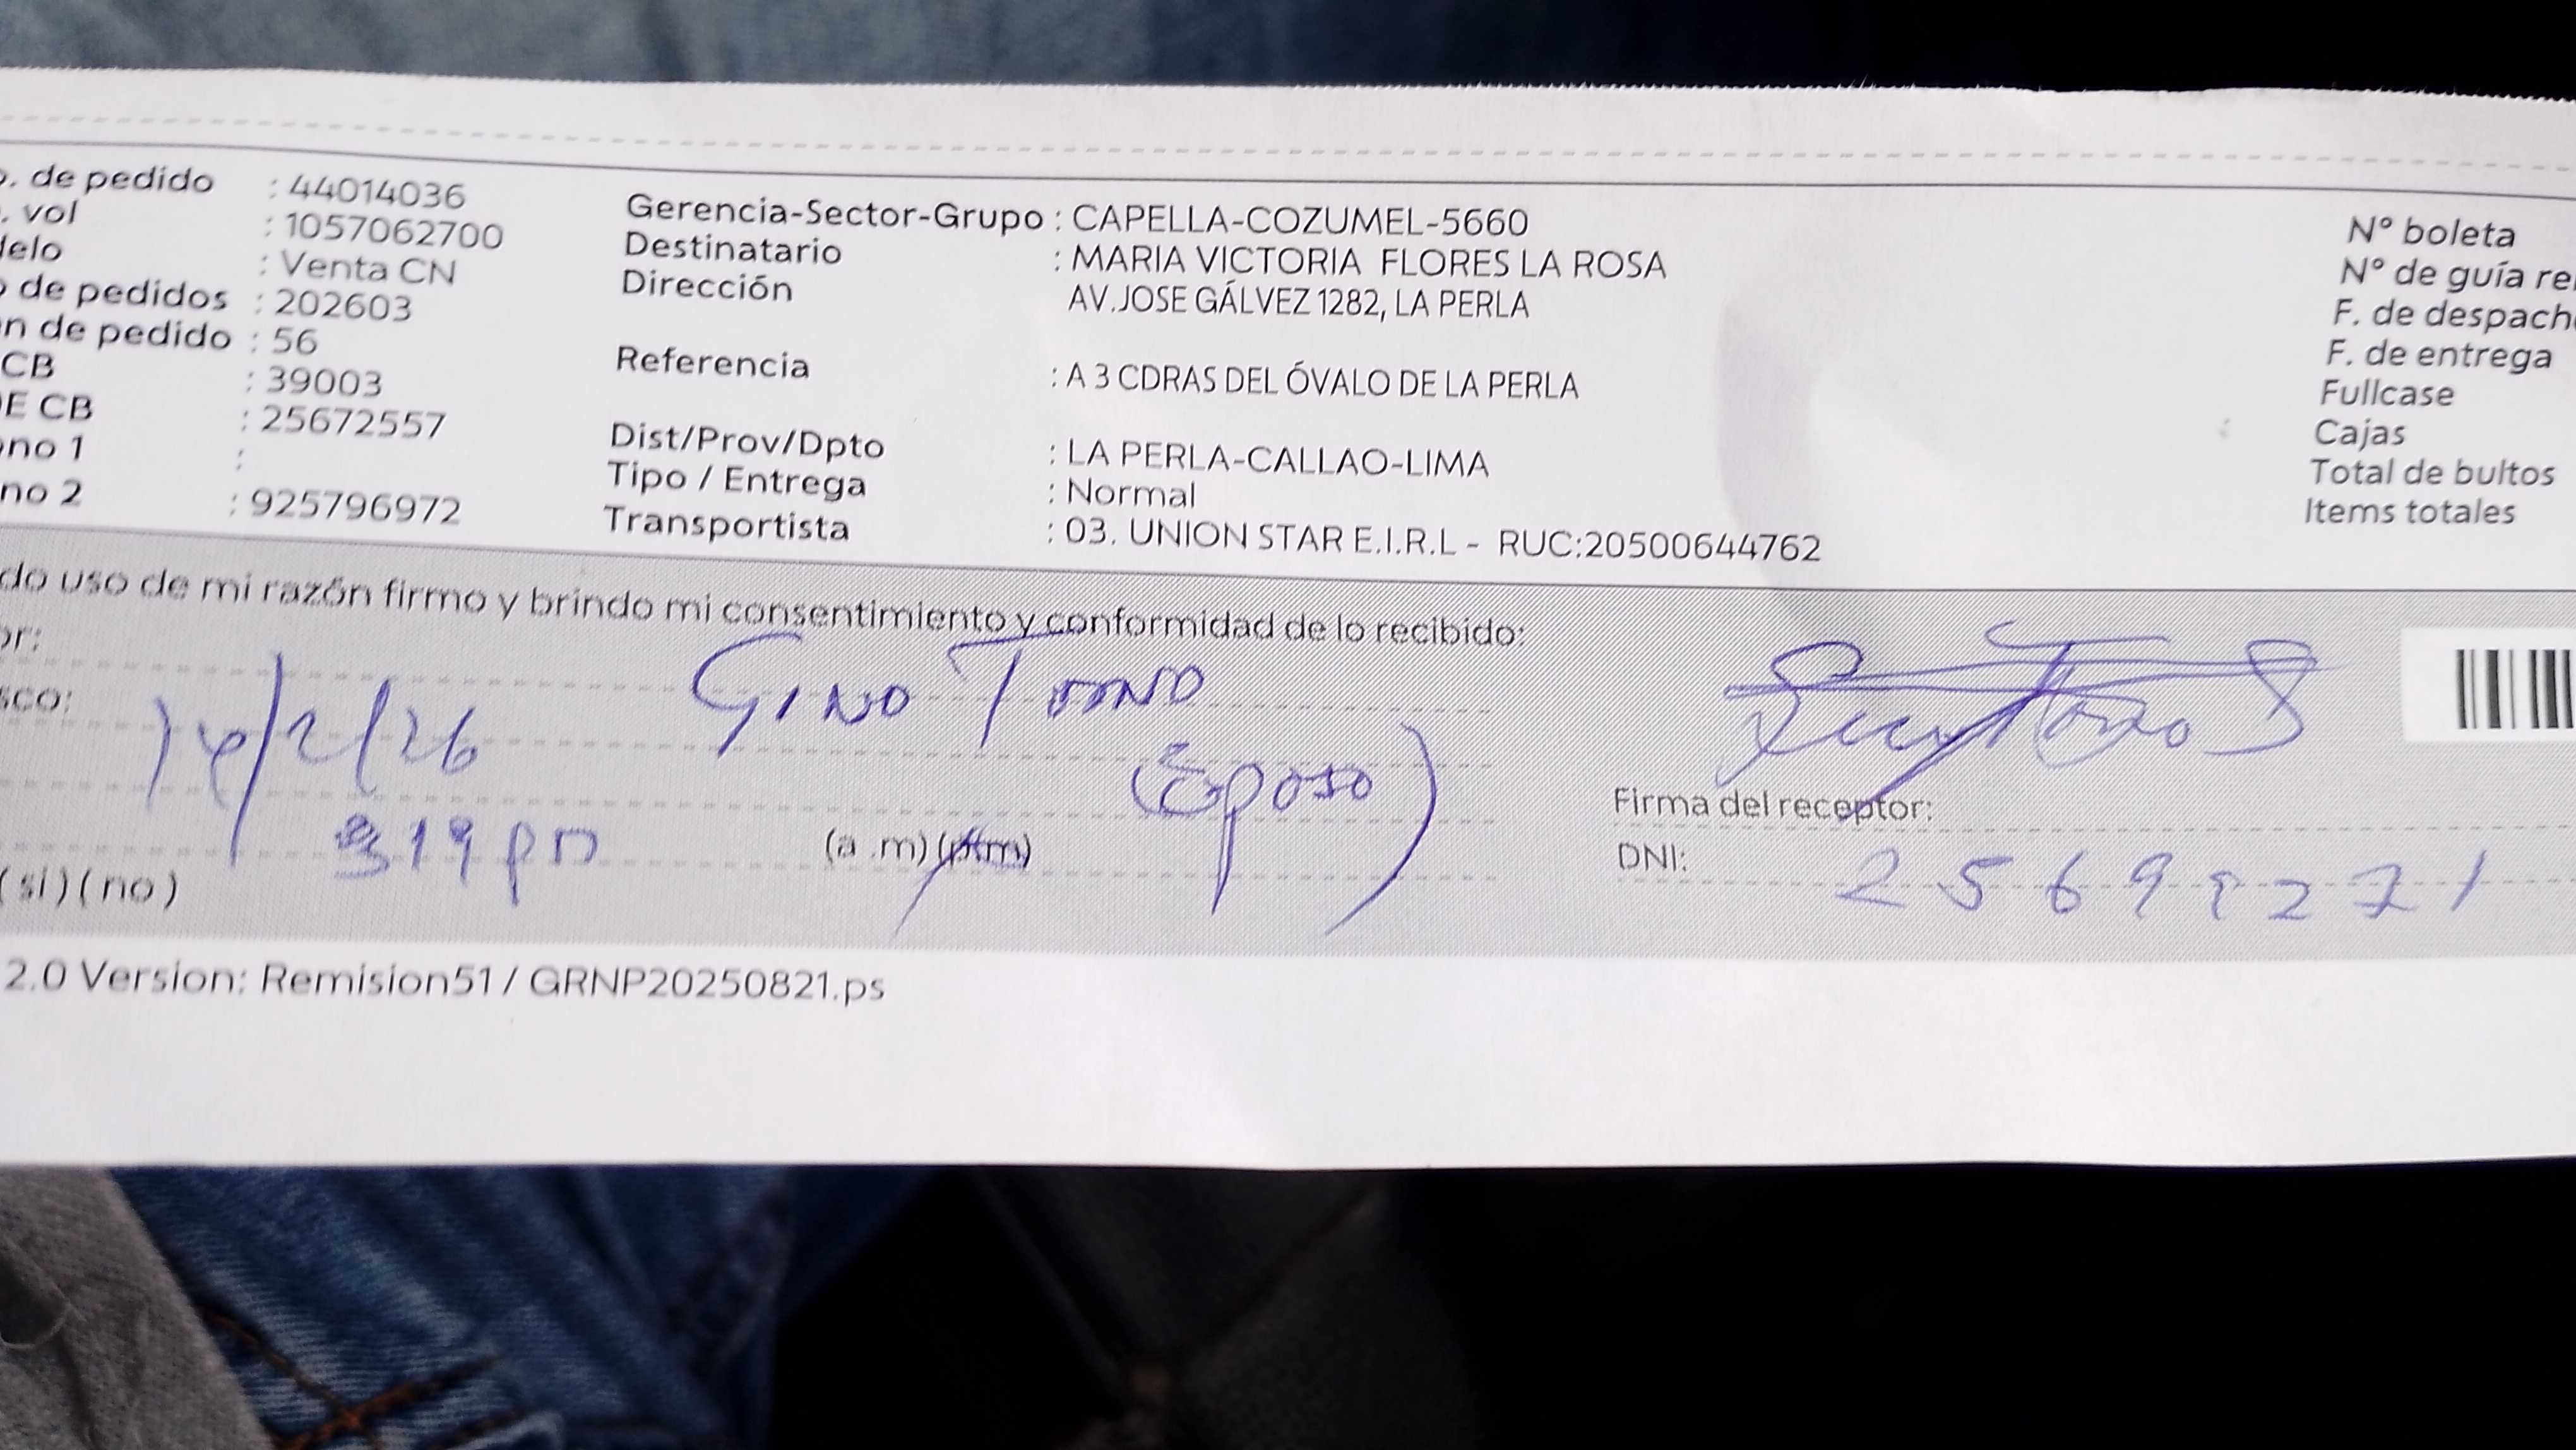 . de pedido : 44014036
. vol : 1057062700
delo : Venta CN
o de pedidos : 202603
n de pedido : 56
CB : 39003
E CB : 25672557
no 1 :
no 2 : 925796972
Gerencia-Sector-Grupo : CAPELLA-COZUMEL-5660
Destinatario : MARIA VICTORIA FLORES LA ROSA
Dirección AV.JOSE GÁLVEZ 1282, LA PERLA
Referencia : A 3 CDRAS DEL ÓVALO DE LA PERLA
Dist/Prov/Dpto : LA PERLA-CALLAO-LIMA
Tipo / Entrega : Normal
Transportista : 03. UNION STAR E.I.R.L - RUC:20500644762
N° boleta
N° de guía re
F. de despach
F. de entrega
Fullcase
Cajas
Total de bultos
Items totales
do uso de mi razón firmo y brindo mi consentimiento y conformidad de lo recibido:
or:
sco:
GINO
14/2/26
(Esposo)
319 pm
(a .m) (p.m)
(si) (no)
Firma del receptor:
DNI:
2.0 Version: Remision51 / GRNP20250821.ps